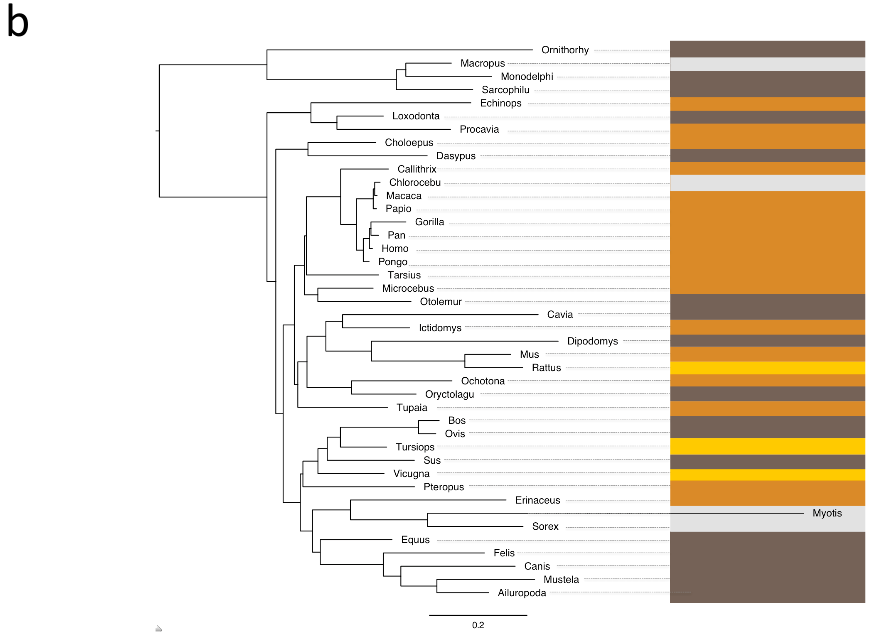 b
Ornithorhy
Macropus
Monodelphi
Sarcophilu
Echinops
Loxodonta
Procavia
Choloepus
Dasypus
Callithrix
Chlorocebu
Macaca
Papio
Gorilla
Pan
Homo
Pongo
Tarsius
Microcebus
Otolemur
Cavia
Ictidomys
Dipodomys
Mus
Rattus
Ochotona
Oryctolagu
Tupaia
Bos
Ovis
Tursiops
Sus
Vicugna
Pteropus
Erinaceus
Myotis
Sorex
Equus
Felis
Canis
Mustela
Ailuropoda
0.2